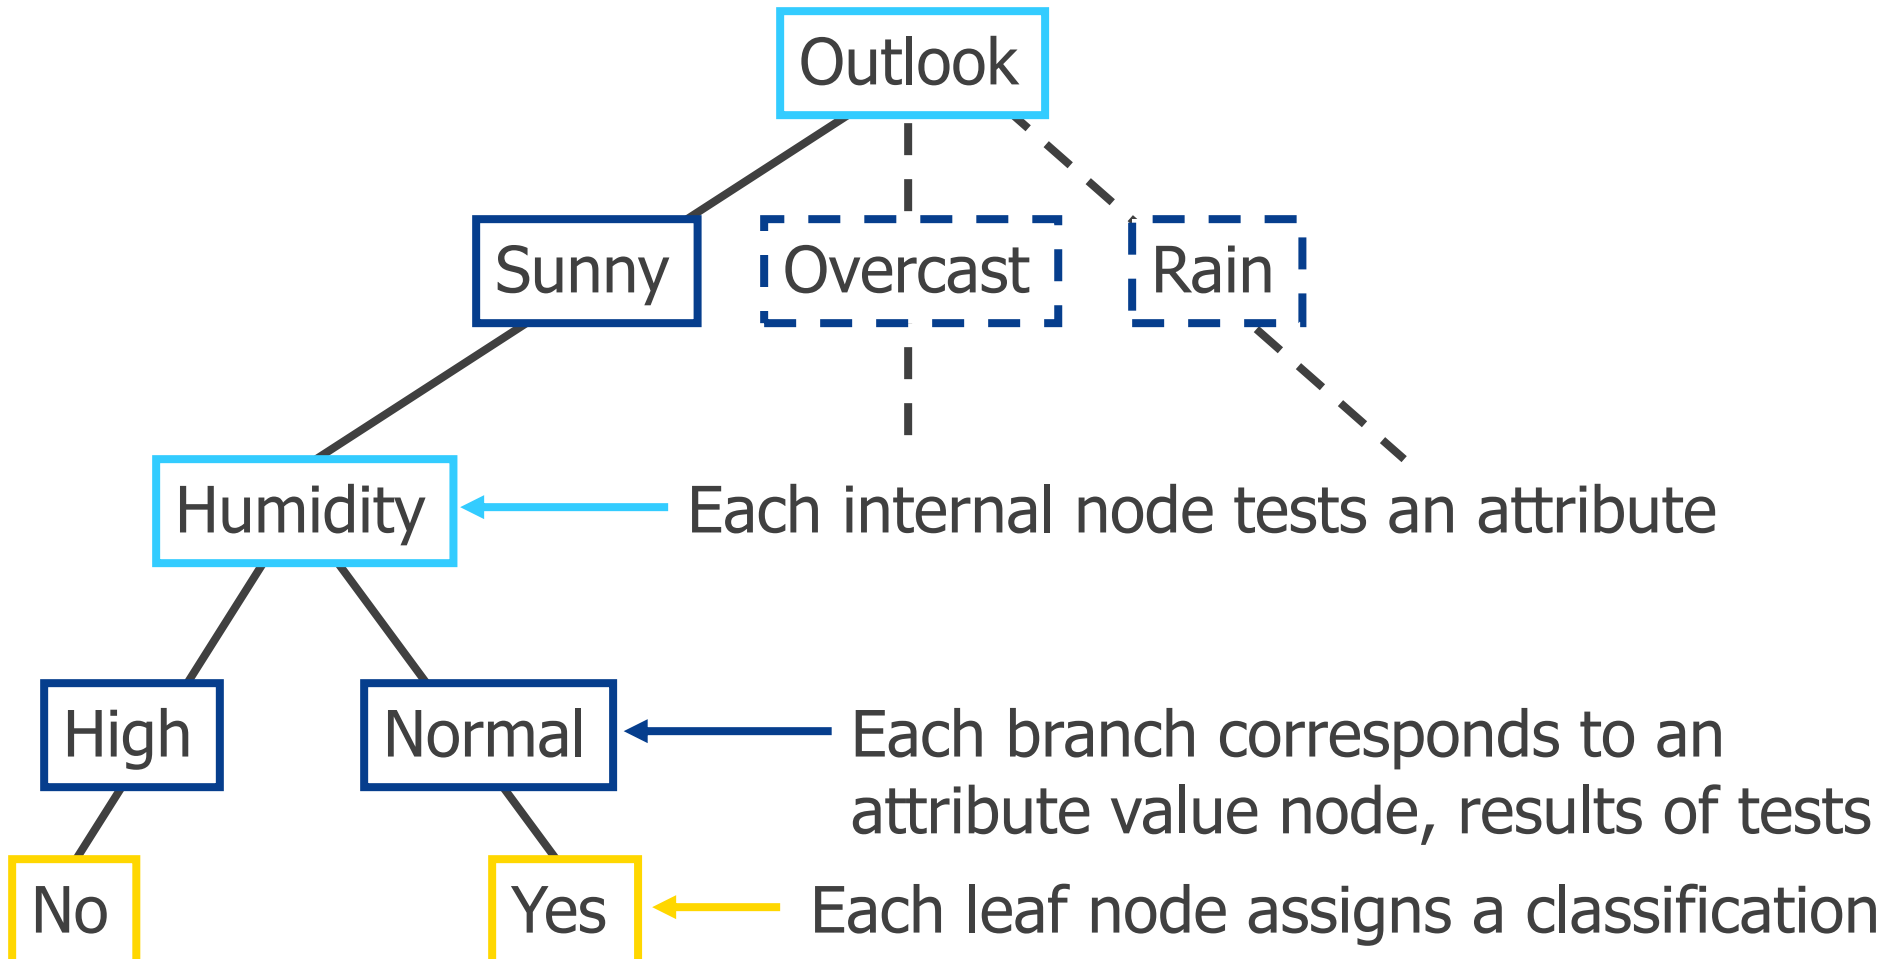 Outlook
Sunny
Overcast
Rain
Humidity
Each internal node tests an attribute
High
Normal
Each branch corresponds to an
attribute value node, results of tests
No
Yes
Each leaf node assigns a classification